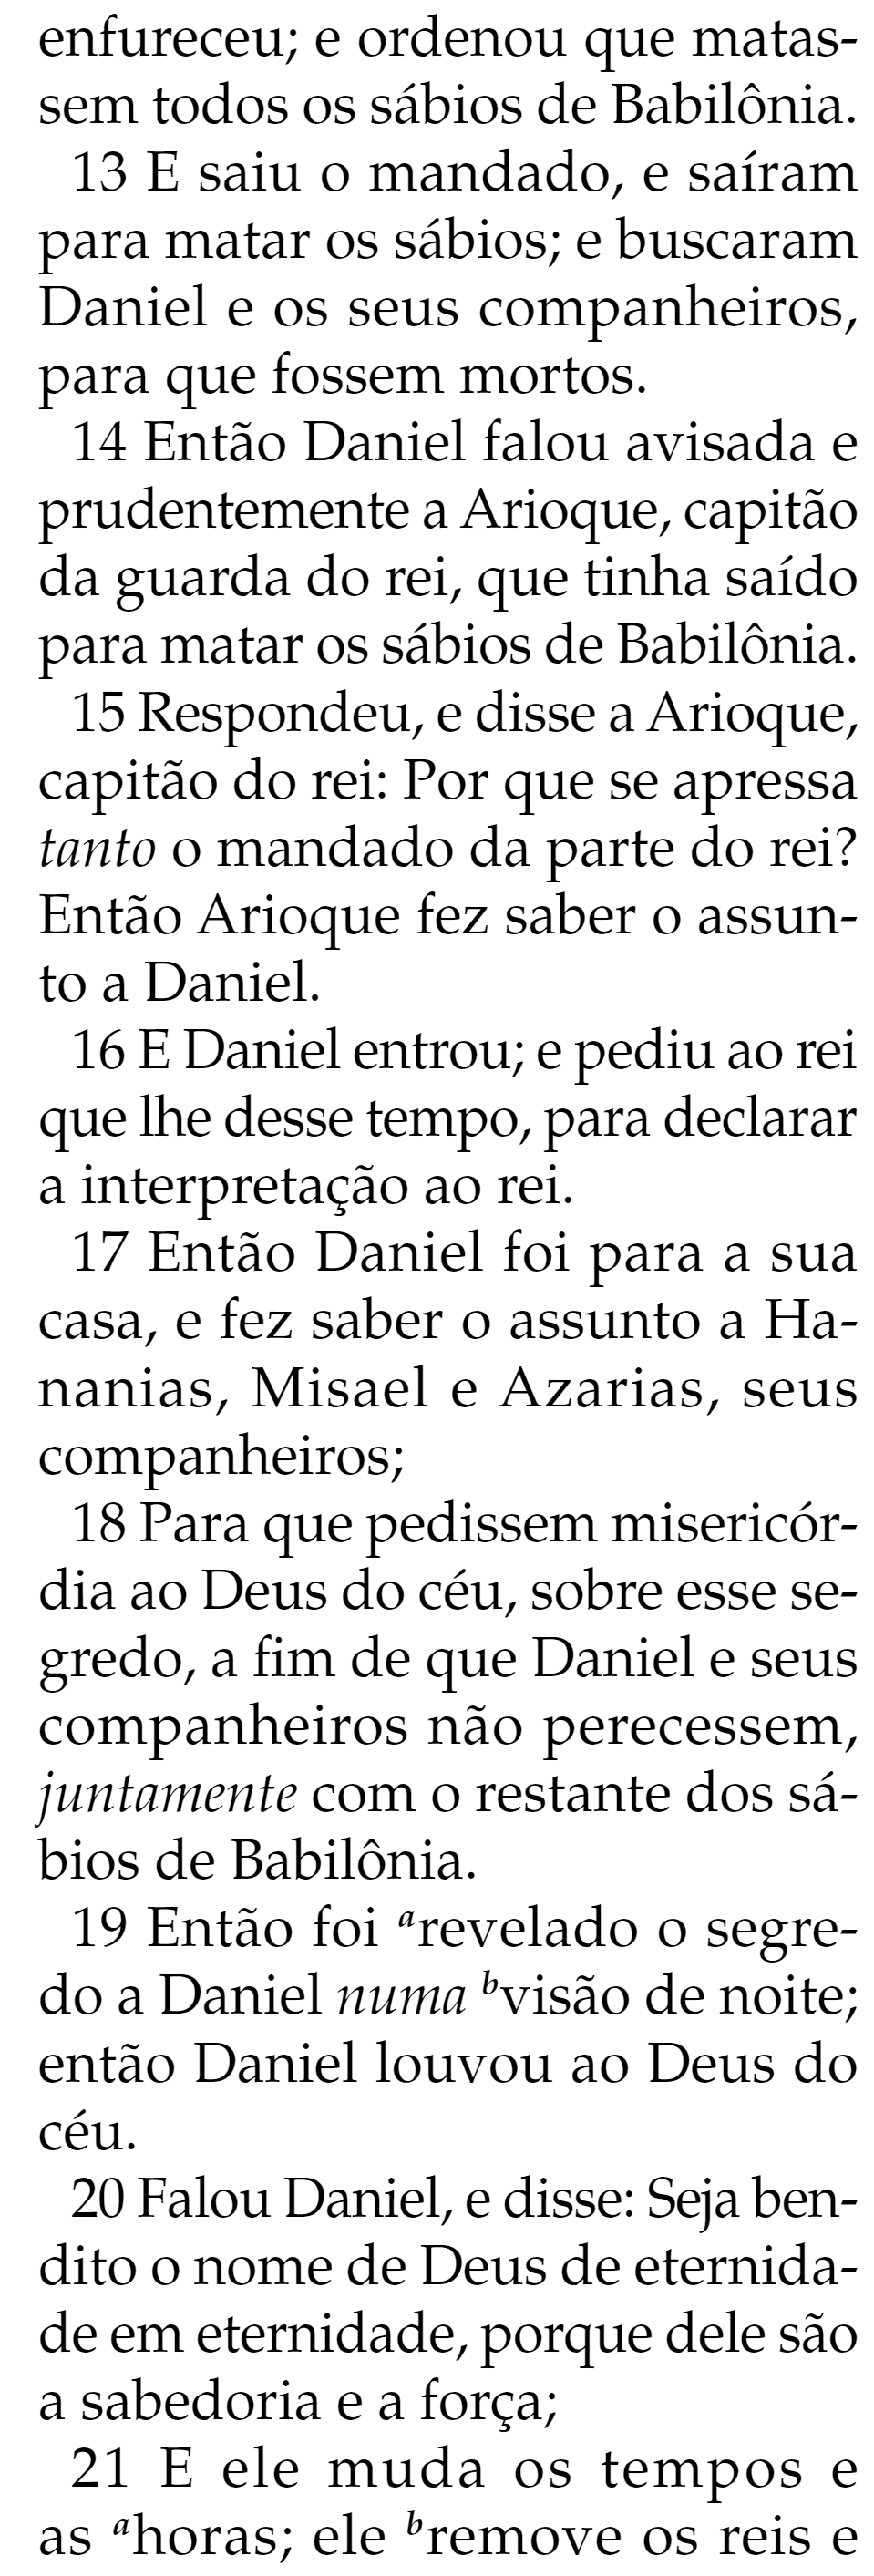 enfureceu; e ordenou que matas-
sem todos os sábios de Babilônia.
13 E saiu o mandado, e saíram
para matar os sábios; e buscaram
Daniel e os seus companheiros,
para que fossem mortos.
14 Então Daniel falou avisada e
prudentemente a Arioque, capitão
da guarda do rei, que tinha saído
para matar os sábios de Babilônia.
15 Respondeu, e disse a Arioque,
capitão do rei: Por que se apressa
tanto o mandado da parte do rei?
Então Arioque fez saber o assun-
to a Daniel.
16 E Daniel entrou; e pediu ao rei
que lhe desse tempo, para declarar
a interpretação ao rei.
17 Então Daniel foi para a sua
casa, e fez saber o assunto a Ha-
nanias, Misael e Azarias, seus
companheiros;
18 Para que pedissem misericór-
dia ao Deus do céu, sobre esse se-
gredo, a fim de que Daniel e seus
companheiros não perecessem,
juntamente com o restante dos sá-
bios de Babilônia.
19 Então foi arevelado o segre-
do a Daniel numa bvisão de noite;
então Daniel louvou ao Deus do
céu.
20 Falou Daniel, e disse: Seja ben-
dito o nome de Deus de eternida-
de em eternidade, porque dele são
a sabedoria e a força;
21 E ele muda os tempos e
as ahoras; ele bremove os reis e